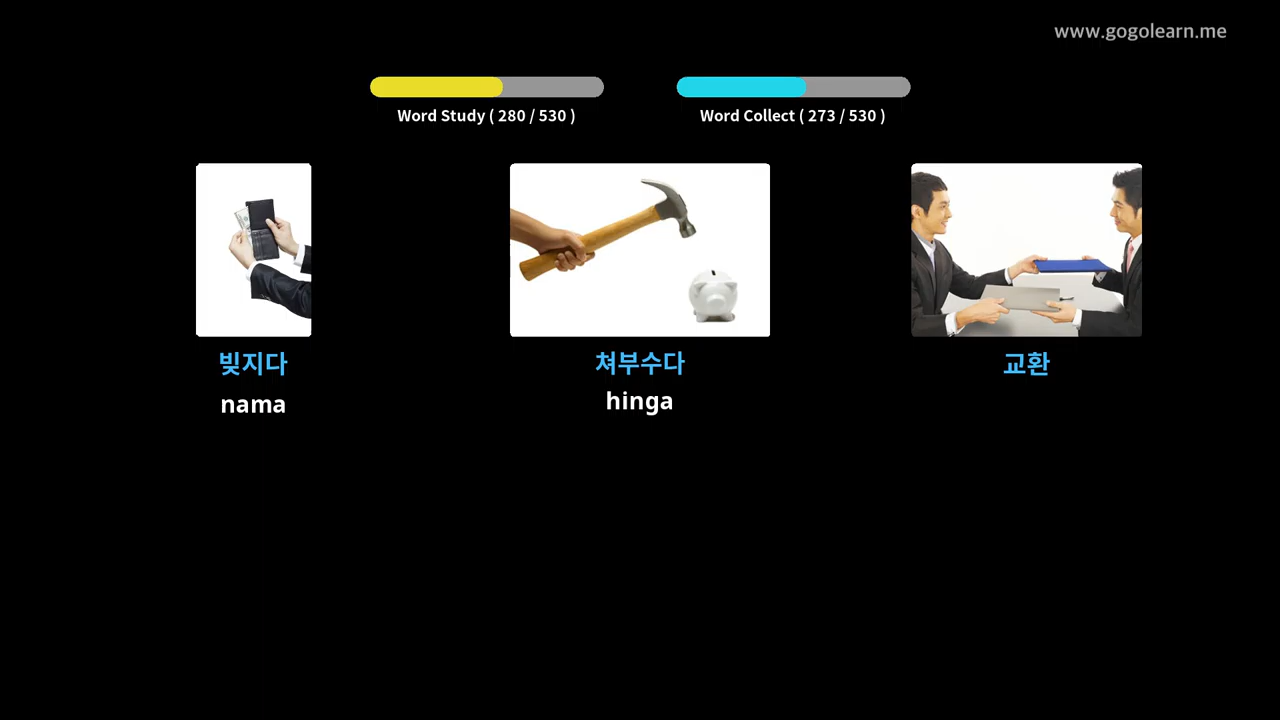 www.gogolearn.me
Word Study ( 280 / 530 )
Word Collect ( 273 / 530 )
빚지다
쳐부수다
교환
nama
hinga